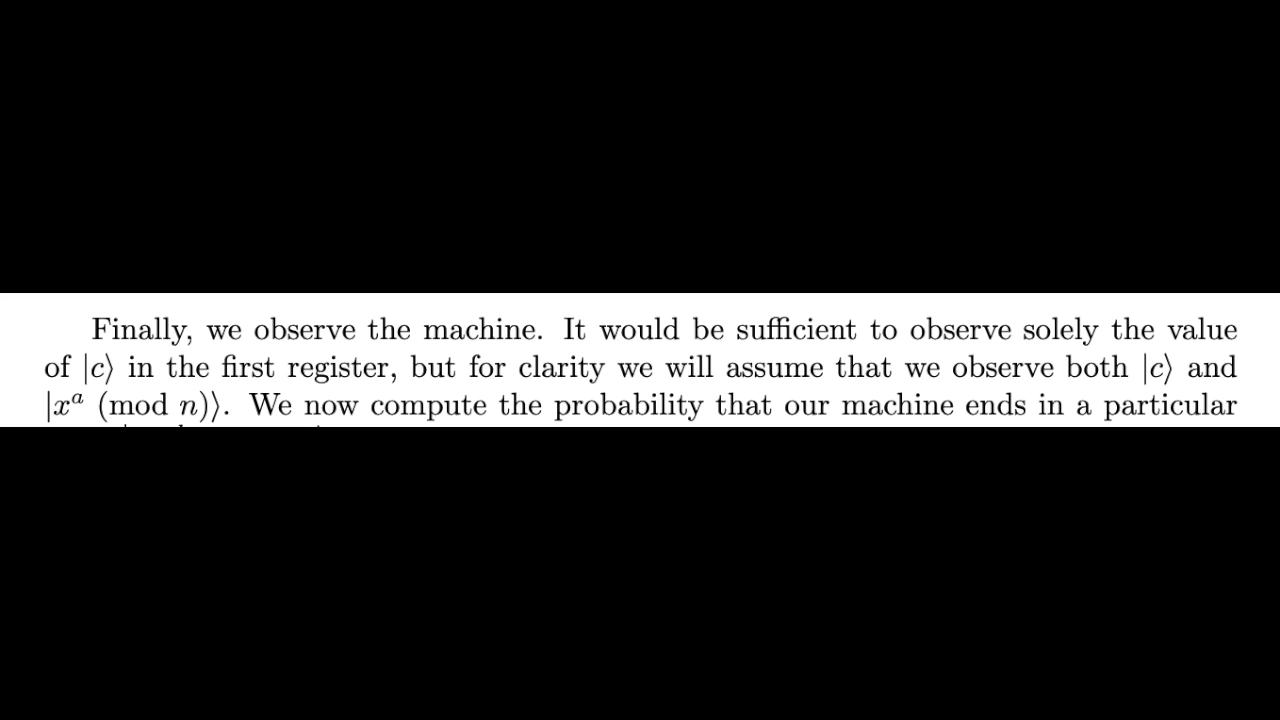 Finally, we observe the machine. It would be sufficient to observe solely the value
of |c⟩ in the first register, but for clarity we will assume that we observe both |c⟩ and
|xᵃ (mod n)⟩. We now compute the probability that our machine ends in a particular